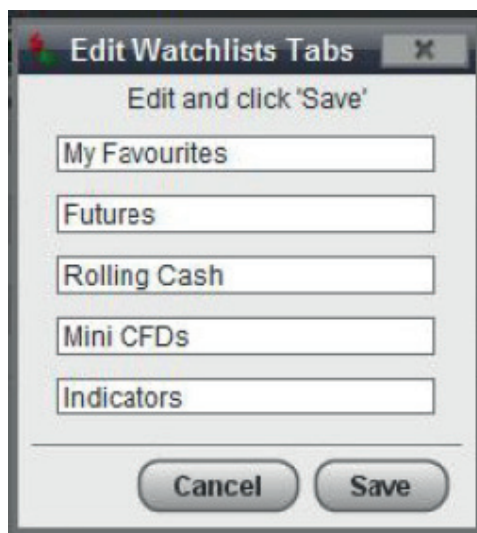 Edit Watchlists Tabs
Edit and click 'Save'
My Favourites
Futures
Rolling Cash
Mini CFDs
Indicators
Cancel Save